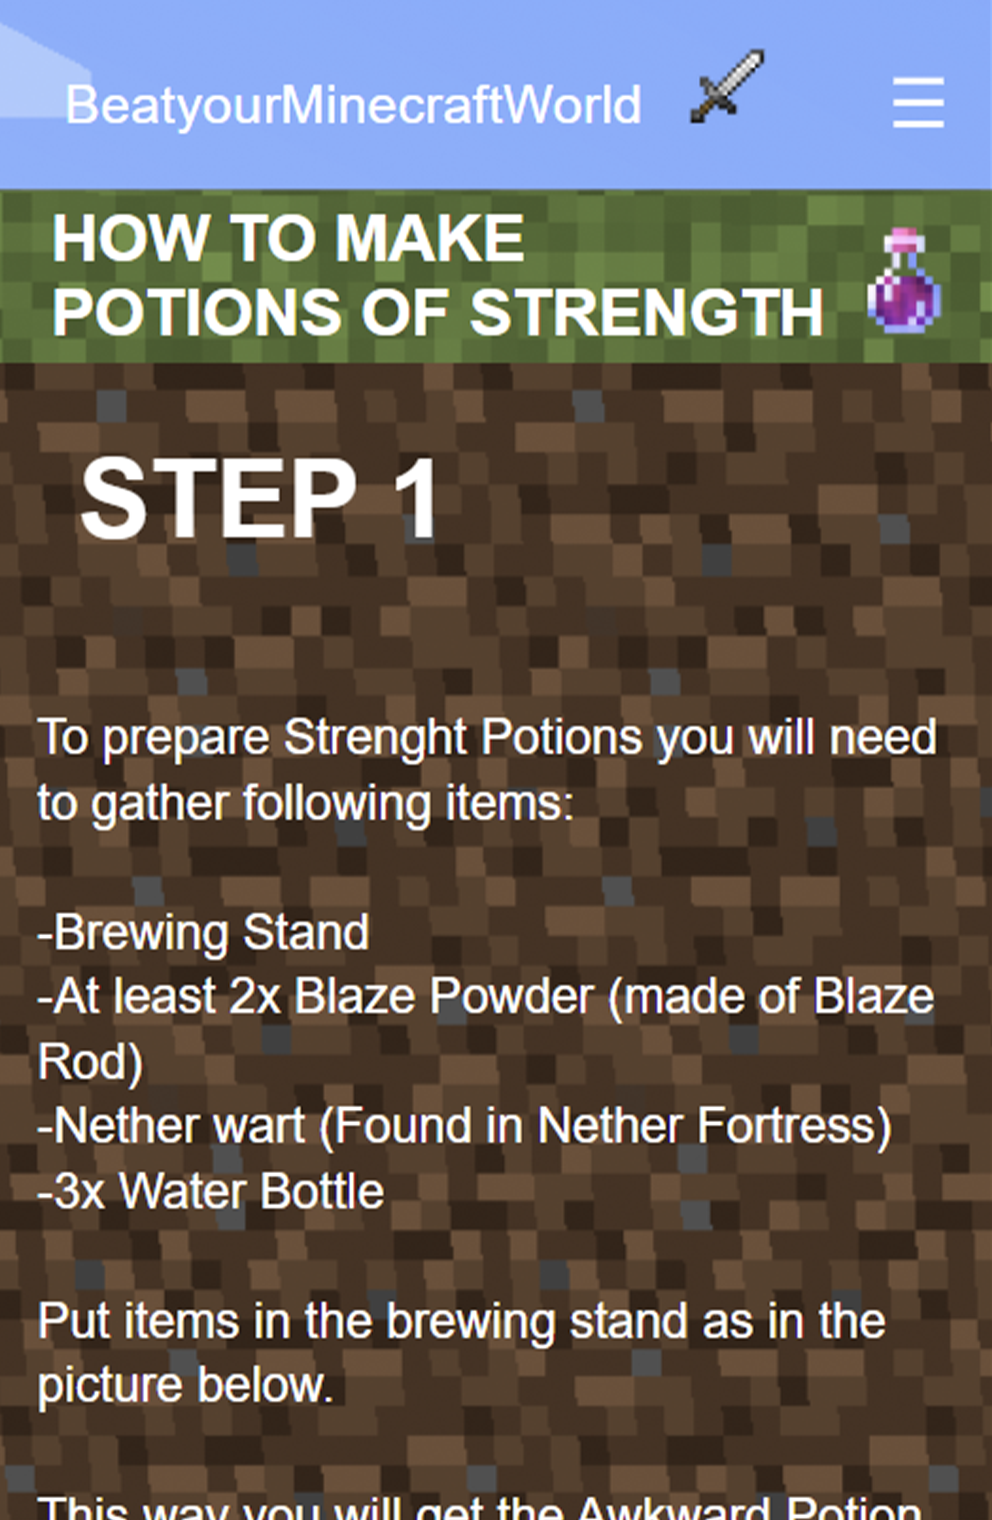 BeatyourMinecraftWorld
HOW TO MAKE
POTIONS OF STRENGTH
STEP 1
To prepare Strenght Potions you will need
to gather following items:
-Brewing Stand
-At least 2x Blaze Powder (made of Blaze
Rod)
-Nether wart (Found in Nether Fortress)
-3x Water Bottle
Put items in the brewing stand as in the
picture below.
This way you will get the Awkward Potion